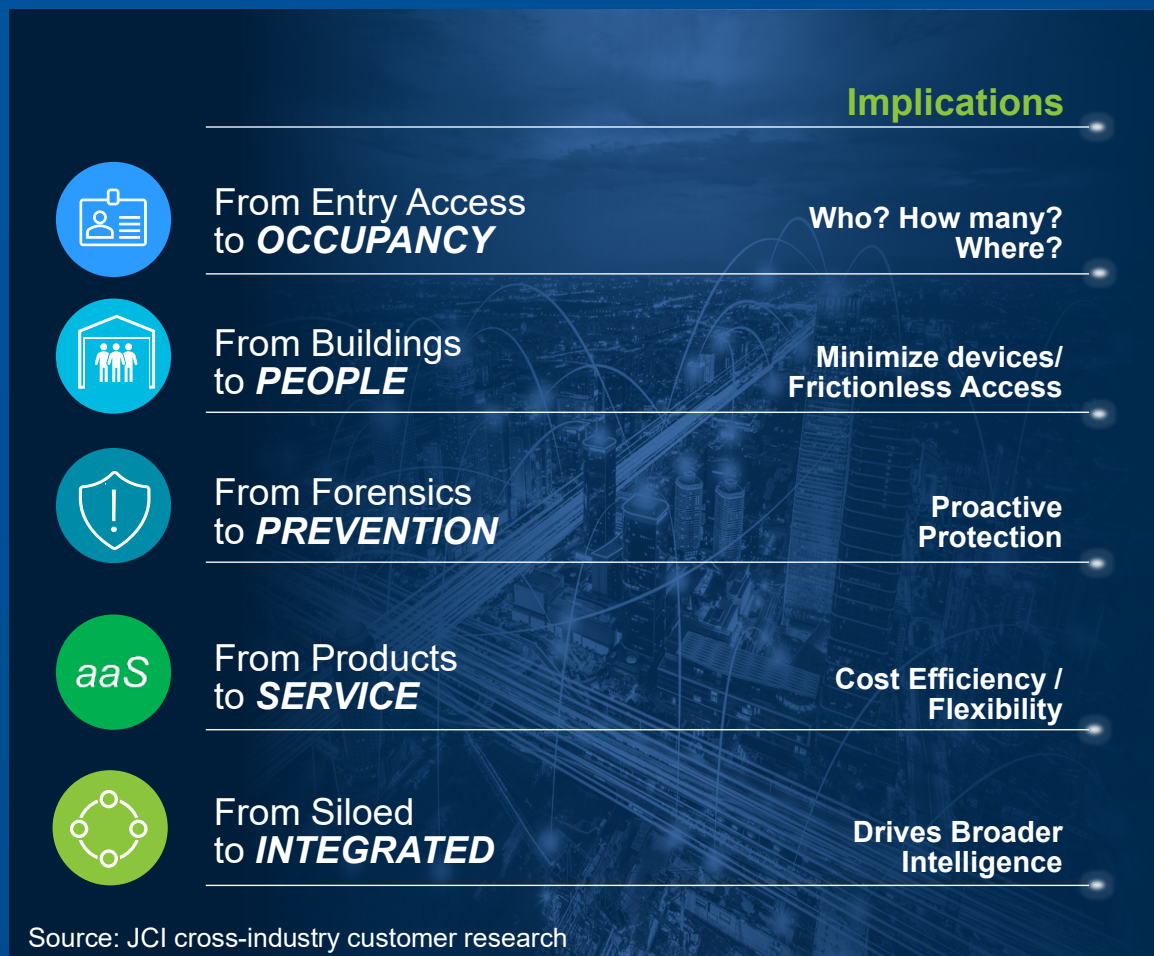 Implications
From Entry Access
to OCCUPANCY
Who? How many?
Where?
From Buildings
to PEOPLE
Minimize devices/
Frictionless Access
From Forensics
to PREVENTION
Proactive
Protection
aaS
From Products
to SERVICE
Cost Efficiency /
Flexibility
From Siloed
to INTEGRATED
Drives Broader
Intelligence
Source: JCI cross-industry customer research